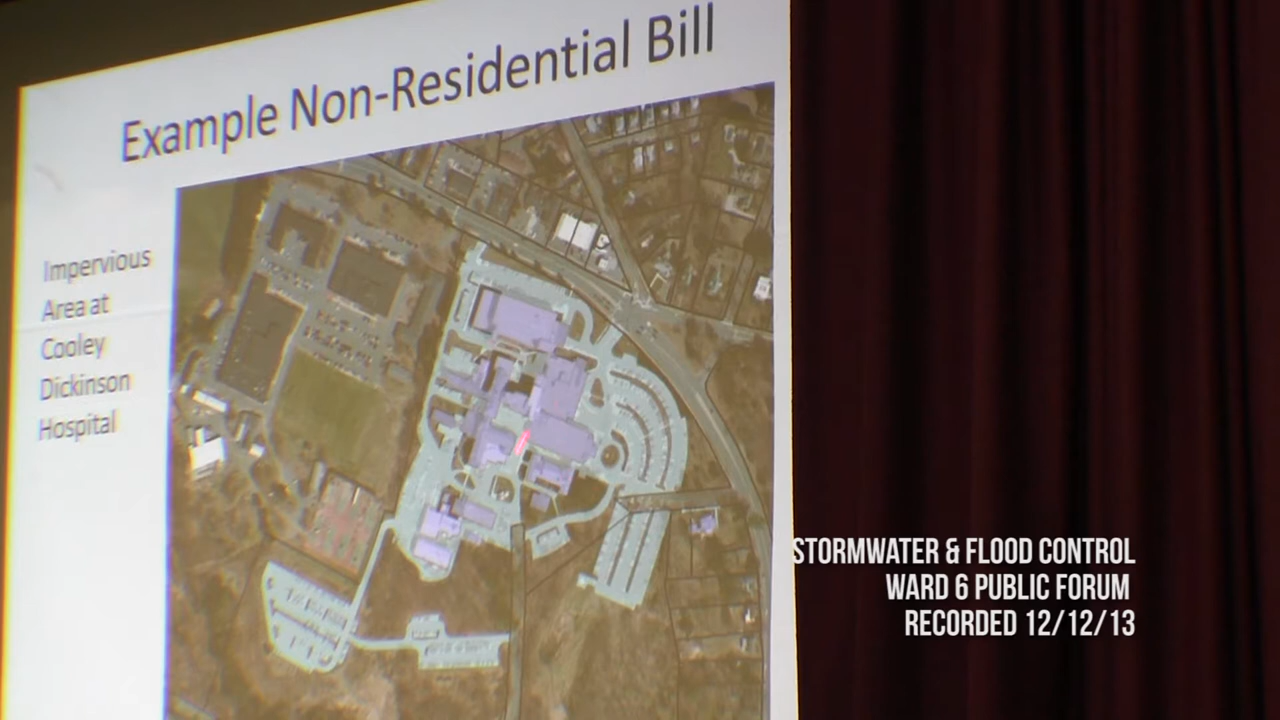 Example Non-Residential Bill
Impervious
Area at
Cooley
Dickinson
Hospital
STORMWATER & FLOOD CONTROL
WARD 6 PUBLIC FORUM
RECORDED 12/12/13